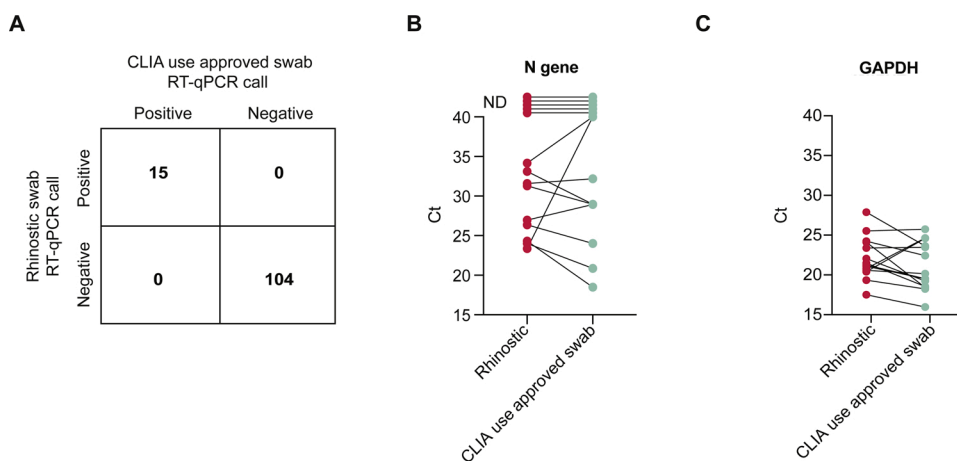 A
CLIA use approved swab
RT-qPCR call
Positive
Negative
Rhinostic swab
RT-qPCR call
Positive
Negative
15
0
0
104
B
N gene
ND
40
35
30
25
20
15
Ct
Rhinostic
CLIA use approved swab
C
GAPDH
40
35
30
25
20
15
Ct
Rhinostic
CLIA use approved swab